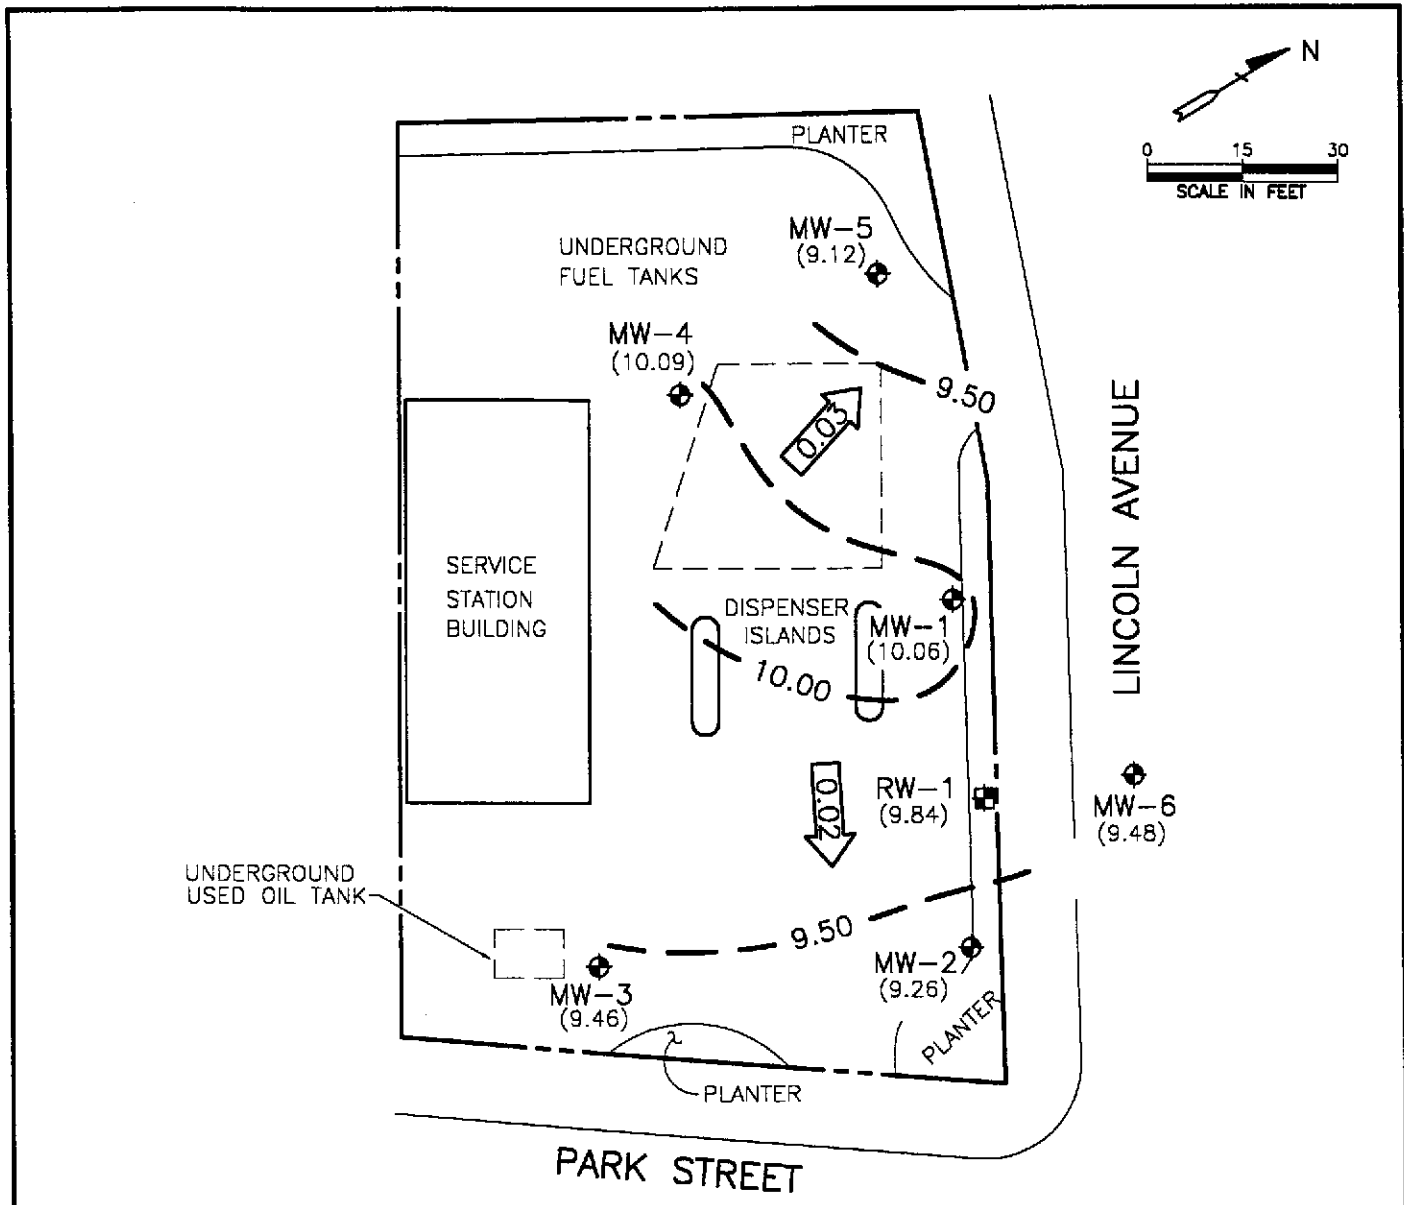 N
0 15 30
SCALE IN FEET
PLANTER
MW-5
(9.12)
UNDERGROUND
FUEL TANKS
MW-4
(10.09)
9.50
0.03
LINCOLN AVENUE
SERVICE
STATION
BUILDING
DISPENSER
ISLANDS
MW-1
(10.06)
10.00
0.02
RW-1
(9.84)
MW-6
(9.48)
UNDERGROUND
USED OIL TANK
9.50
MW-2
(9.26)
MW-3
(9.46)
PLANTER
PLANTER
PARK STREET